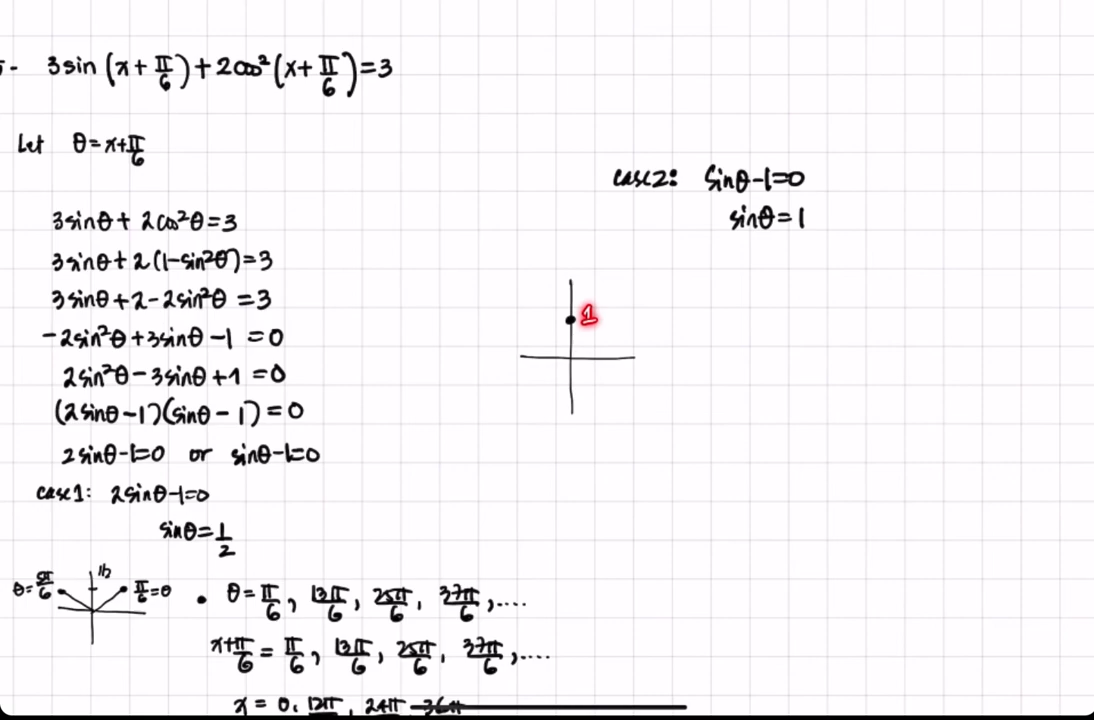 5- 3sin (x+π/6)+2cos²(x+π/6)=3
Let θ=x+π/6
3sinθ+ 2cos²θ=3
3sinθ+2(1-sin²θ)=3
3sinθ+2-2sin²θ =3
-2sin²θ+3sinθ-1 =0
2sin²θ-3sinθ+1 =0
(2sinθ-1)(sinθ-1)=0
2sinθ-1=0 or sinθ-1=0
case1: 2sinθ-1=0
sinθ=1/2
1/2
θ=5π/6
π/6=θ
• θ=π/6, 13π/6, 25π/6, 37π/6,....
x+π/6=π/6, 13π/6, 25π/6, 37π/6,....
x = 0, 12π, 24π, 36π
case2: sinθ-1=0
sinθ=1
1